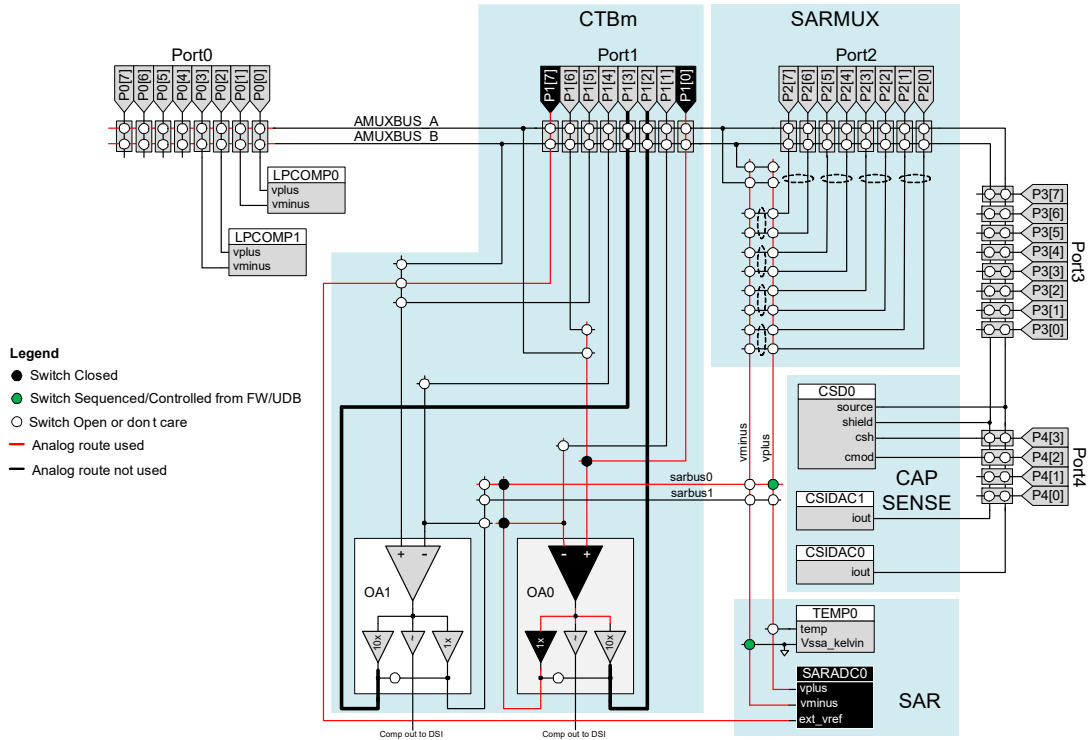 CTBm
SARMUX
Port0
Port1
Port2
P0[7]
P0[6]
P0[5]
P0[4]
P0[3]
P0[2]
P0[1]
P0[0]
P1[7]
P1[6]
P1[5]
P1[4]
P1[3]
P1[2]
P1[1]
P1[0]
P2[7]
P2[6]
P2[5]
P2[4]
P2[3]
P2[2]
P2[1]
P2[0]
AMUXBUS A
AMUXBUS B
LPCOMP0
vplus
vminus
LPCOMP1
vplus
vminus
P3[7]
P3[6]
P3[5]
P3[4]
P3[3]
P3[2]
P3[1]
P3[0]
Port3
Legend
Switch Closed
Switch Sequenced/Controlled from FW/UDB
Switch Open or don t care
Analog route used
Analog route not used
CSD0
source
shield
csh
cmod
CAP
SENSE
P4[3]
P4[2]
P4[1]
P4[0]
Port4
vminus
vplus
sarbus0
sarbus1
CSIDAC1
iout
CSIDAC0
iout
+
-
OA1
10x
~
1x
-
+
OA0
1x
~
10x
TEMP0
temp
Vssa_kelvin
SARADC0
vplus
vminus
ext_vref
SAR
Comp out to DSI
Comp out to DSI